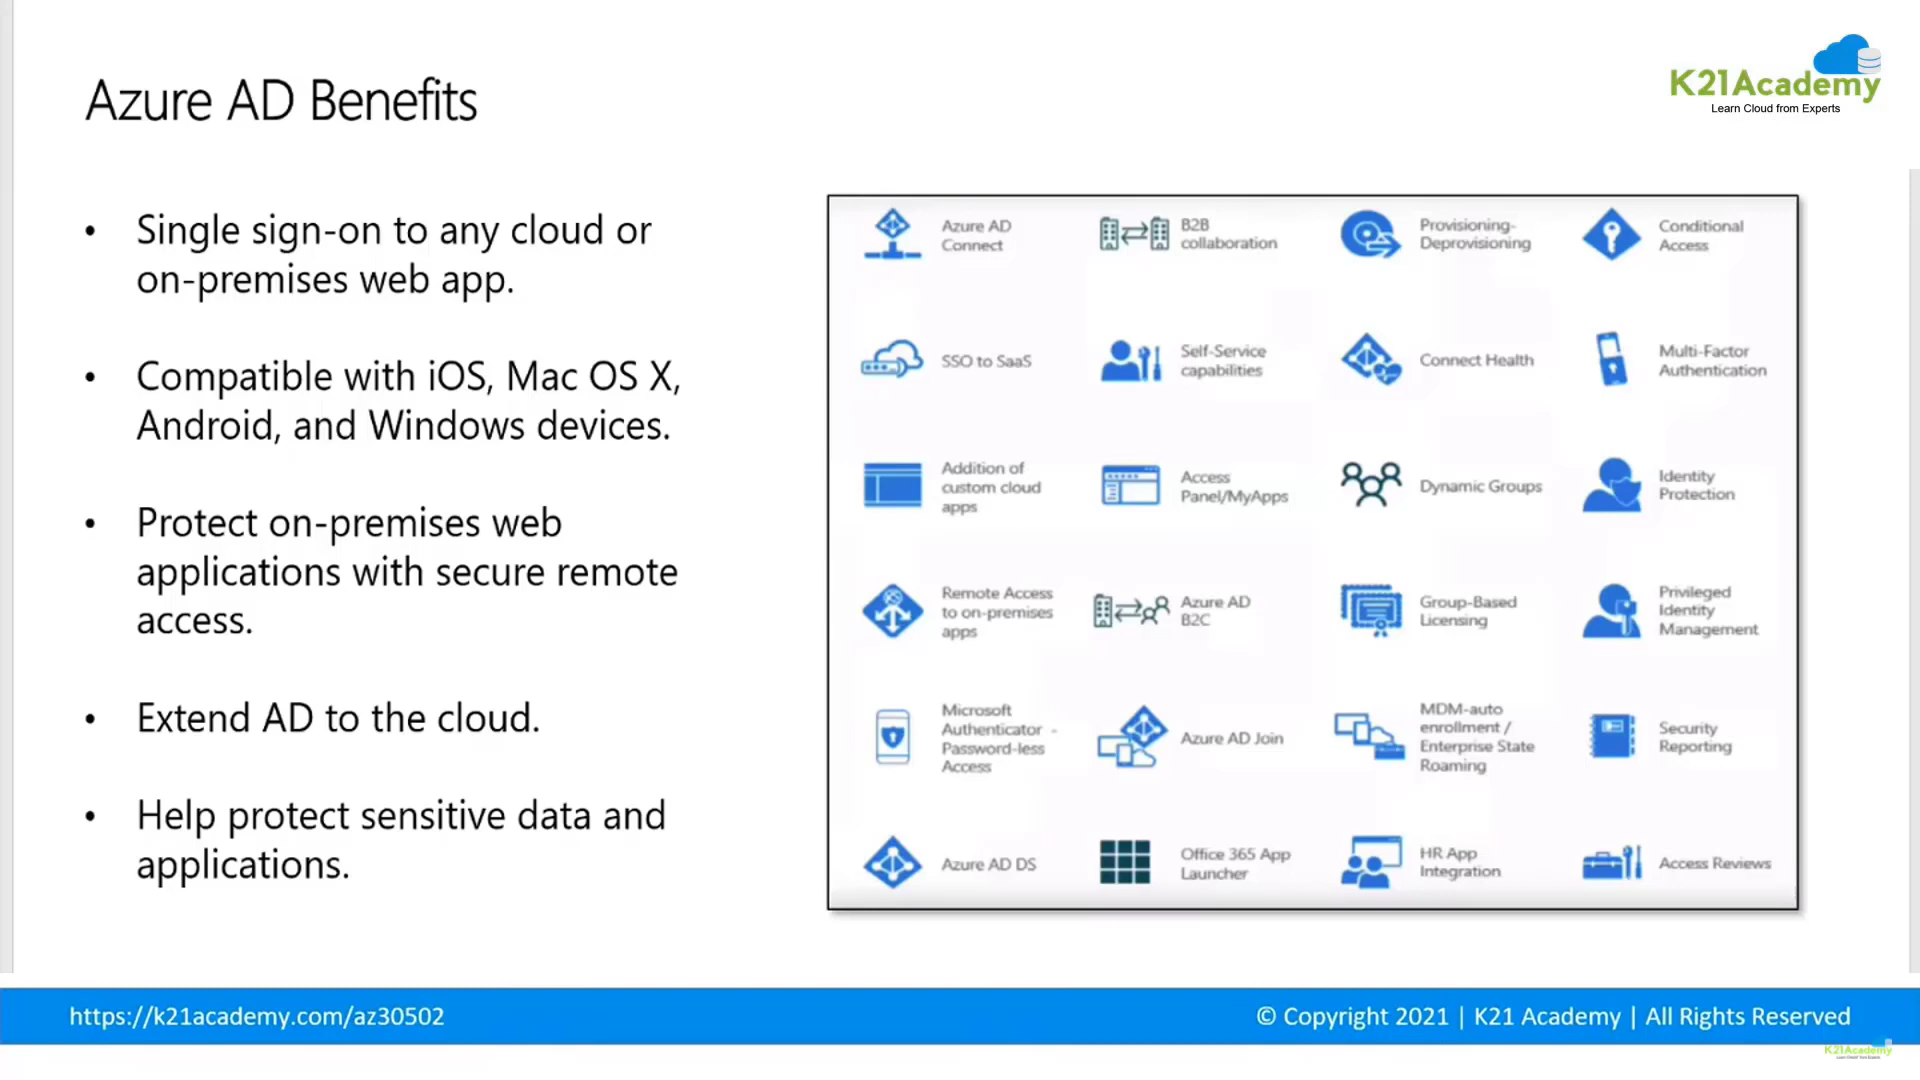 K21Academy
Learn Cloud from Experts
Azure AD Benefits
• Single sign-on to any cloud or
on-premises web app.
• Compatible with iOS, Mac OS X,
Android, and Windows devices.
• Protect on-premises web
applications with secure remote
access.
• Extend AD to the cloud.
• Help protect sensitive data and
applications.
Azure AD
Connect
B2B
collaboration
Provisioning-
Deprovisioning
Conditional
Access
SSO to SaaS
Self-Service
capabilities
Connect Health
Multi-Factor
Authentication
Addition of
custom cloud
apps
Access
Panel/MyApps
Dynamic Groups
Identity
Protection
Remote Access
to on-premises
apps
Azure AD
B2C
Group-Based
Licensing
Privileged
Identity
Management
Microsoft
Authenticator -
Password-less
Access
Azure AD Join
MDM-auto
enrollment /
Enterprise State
Roaming
Security
Reporting
Azure AD DS
Office 365 App
Launcher
HR App
Integration
Access Reviews
https://k21academy.com/az30502
© Copyright 2021 | K21 Academy | All Rights Reserved
K21Academy
Learn Cloud from Experts